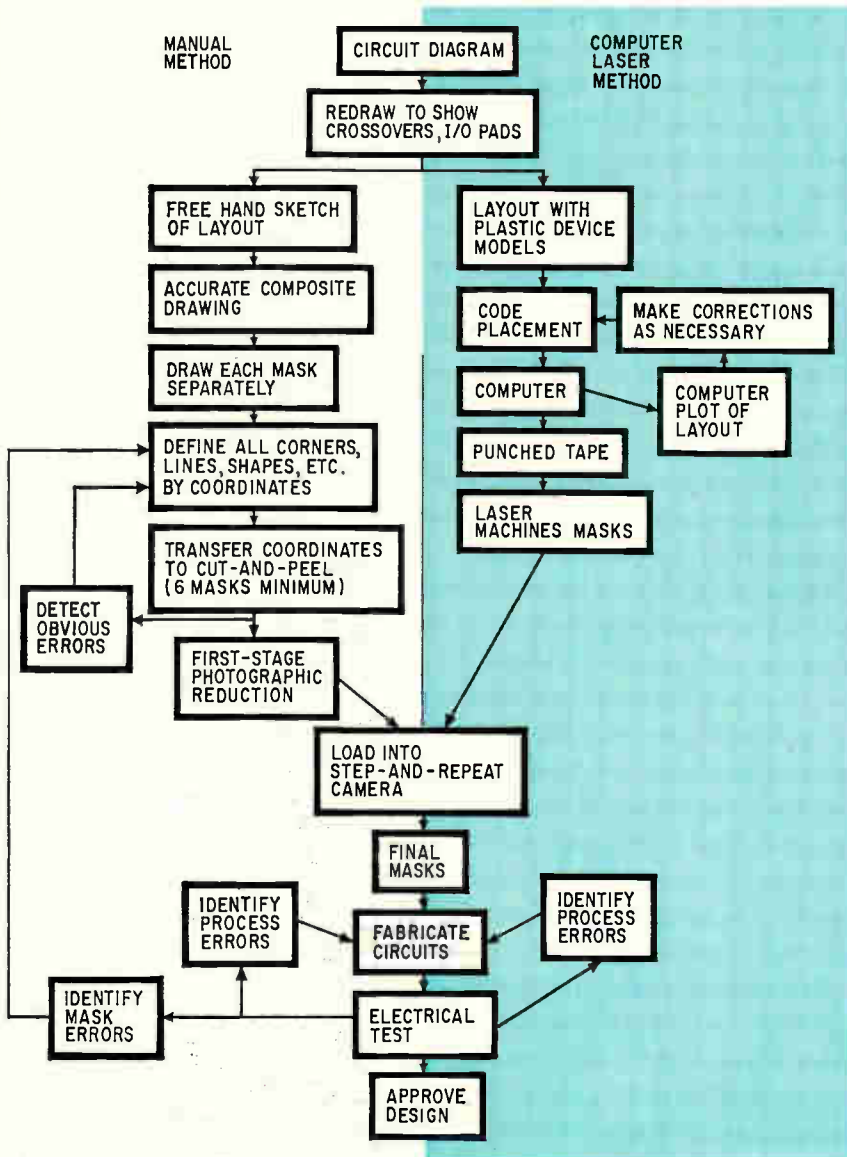 MANUAL
METHOD
CIRCUIT DIAGRAM
COMPUTER
LASER
METHOD
REDRAW TO SHOW
CROSSOVERS, I/O PADS
FREE HAND SKETCH
OF LAYOUT
LAYOUT WITH
PLASTIC DEVICE
MODELS
ACCURATE COMPOSITE
DRAWING
CODE
PLACEMENT
MAKE CORRECTIONS
AS NECESSARY
DRAW EACH MASK
SEPARATELY
COMPUTER
COMPUTER
PLOT OF
LAYOUT
DEFINE ALL CORNERS,
LINES, SHAPES, ETC.
BY COORDINATES
PUNCHED TAPE
LASER
MACHINES MASKS
TRANSFER COORDINATES
TO CUT-AND-PEEL
(6 MASKS MINIMUM)
DETECT
OBVIOUS
ERRORS
FIRST-STAGE
PHOTOGRAPHIC
REDUCTION
LOAD INTO
STEP-AND-REPEAT
CAMERA
FINAL
MASKS
IDENTIFY
PROCESS
ERRORS
FABRICATE
CIRCUITS
IDENTIFY
PROCESS
ERRORS
IDENTIFY
MASK
ERRORS
ELECTRICAL
TEST
APPROVE
DESIGN